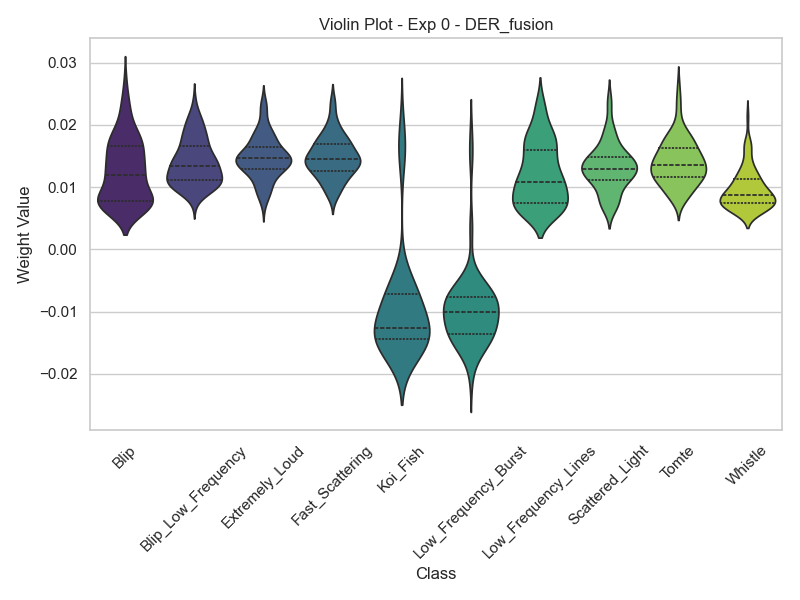 Violin Plot - Exp 0 - DER_fusion
Weight Value
0.03
0.02
0.01
0.00
−0.01
−0.02
Blip
Blip_Low_Frequency
Extremely_Loud
Fast_Scattering
Koi_Fish
Low_Frequency_Burst
Low_Frequency_Lines
Scattered_Light
Tomte
Whistle
Class